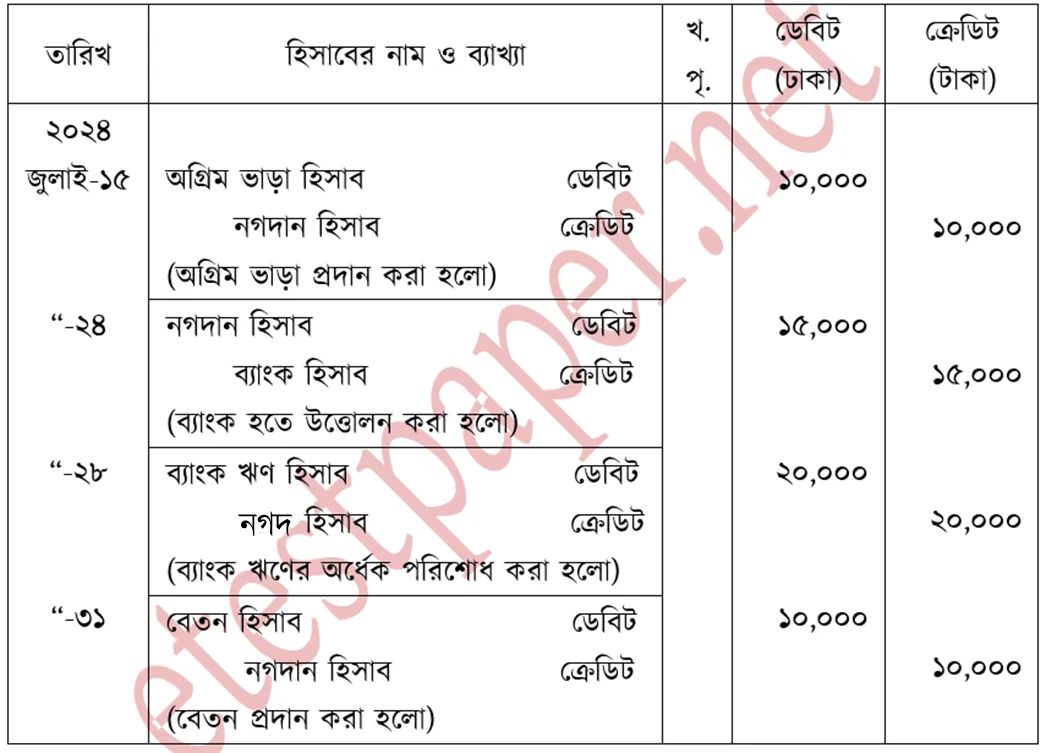 তারিখ হিসাবের নাম ও ব্যাখ্যা খ. পৃ. ডেবিট (টাকা) ক্রেডিট (টাকা)
২০২৪
জুলাই-১৫ অগ্রিম ভাড়া হিসাব ডেবিট ১০,০০০
নগদান হিসাব ক্রেডিট ১০,০০০
(অগ্রিম ভাড়া প্রদান করা হলো)
“-২৪ নগদান হিসাব ডেবিট ১৫,০০০
ব্যাংক হিসাব ক্রেডিট ১৫,০০০
(ব্যাংক হতে উত্তোলন করা হলো)
“-২৮ ব্যাংক ঋণ হিসাব ডেবিট ২০,০০০
নগদ হিসাব ক্রেডিট ২০,০০০
(ব্যাংক ঋণের অর্ধেক পরিশোধ করা হলো)
“-৩১ বেতন হিসাব ডেবিট ১০,০০০
নগদান হিসাব ক্রেডিট ১০,০০০
(বেতন প্রদান করা হলো)
etestpaper.net